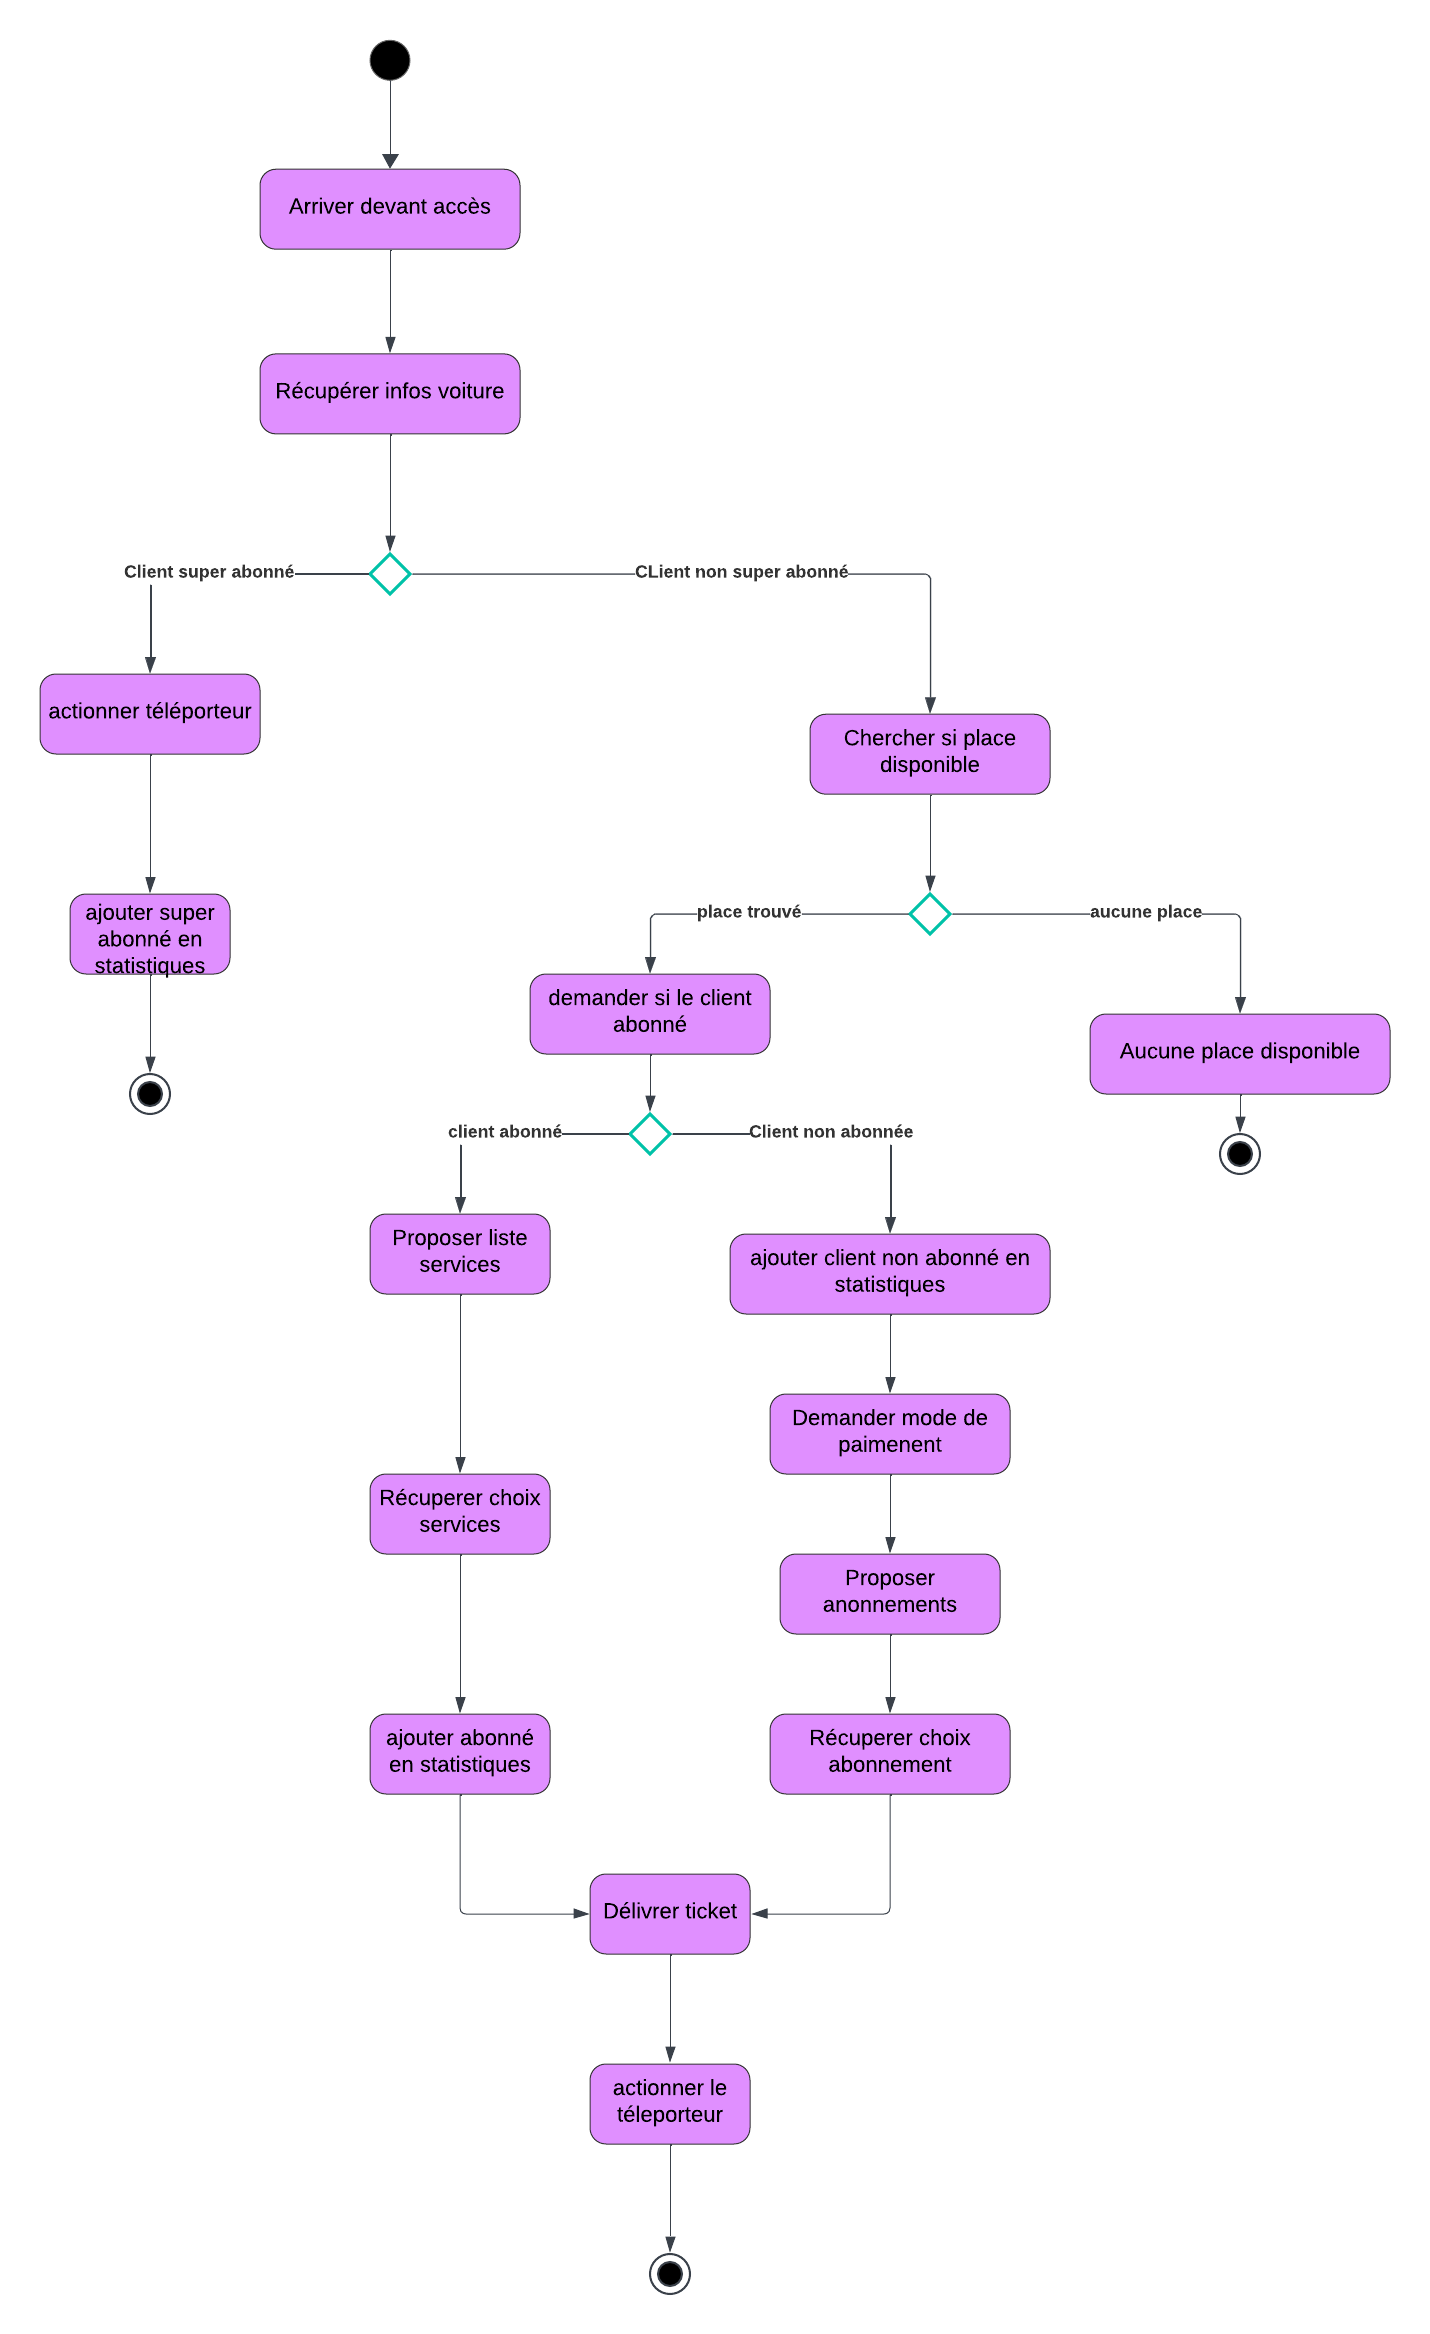 Arriver devant accès
Récupérer infos voiture
Client super abonné
CLient non super abonné
actionner téléporteur
Chercher si place
disponible
ajouter super
abonné en
statistiques
place trouvé
aucune place
demander si le client
abonné
Aucune place disponible
client abonné
Client non abonnée
Proposer liste
services
ajouter client non abonné en
statistiques
Demander mode de
paimenent
Récuperer choix
services
Proposer
anonnements
ajouter abonné
en statistiques
Récuperer choix
abonnement
Délivrer ticket
actionner le
téleporteur